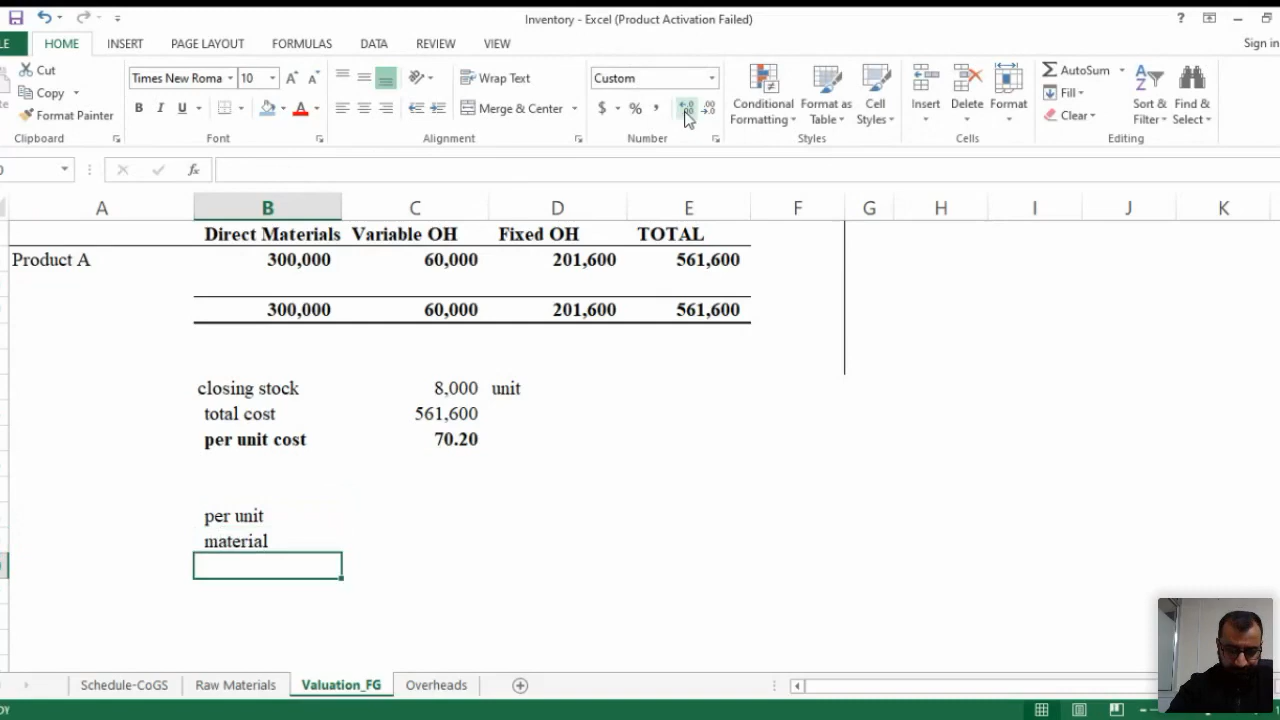 Inventory - Excel (Product Activation Failed)
?
LE HOME INSERT PAGE LAYOUT FORMULAS DATA REVIEW VIEW Sign in
Cut
Copy
Format Painter
Clipboard
Times New Roma 10
B I U
Font
Wrap Text
Merge & Center
Alignment
Custom
$ % ,
Number
Conditional Formatting
Format as Table
Cell Styles
Styles
Insert
Delete
Format
Cells
AutoSum
Fill
Clear
Sort & Filter
Find & Select
Editing
fx
A B C D E F G H I J K
Direct Materials Variable OH Fixed OH TOTAL
Product A 300,000 60,000 201,600 561,600
300,000 60,000 201,600 561,600
closing stock 8,000 unit
total cost 561,600
per unit cost 70.20
per unit
material
Schedule-CoGS Raw Materials Valuation_FG Overheads
DY